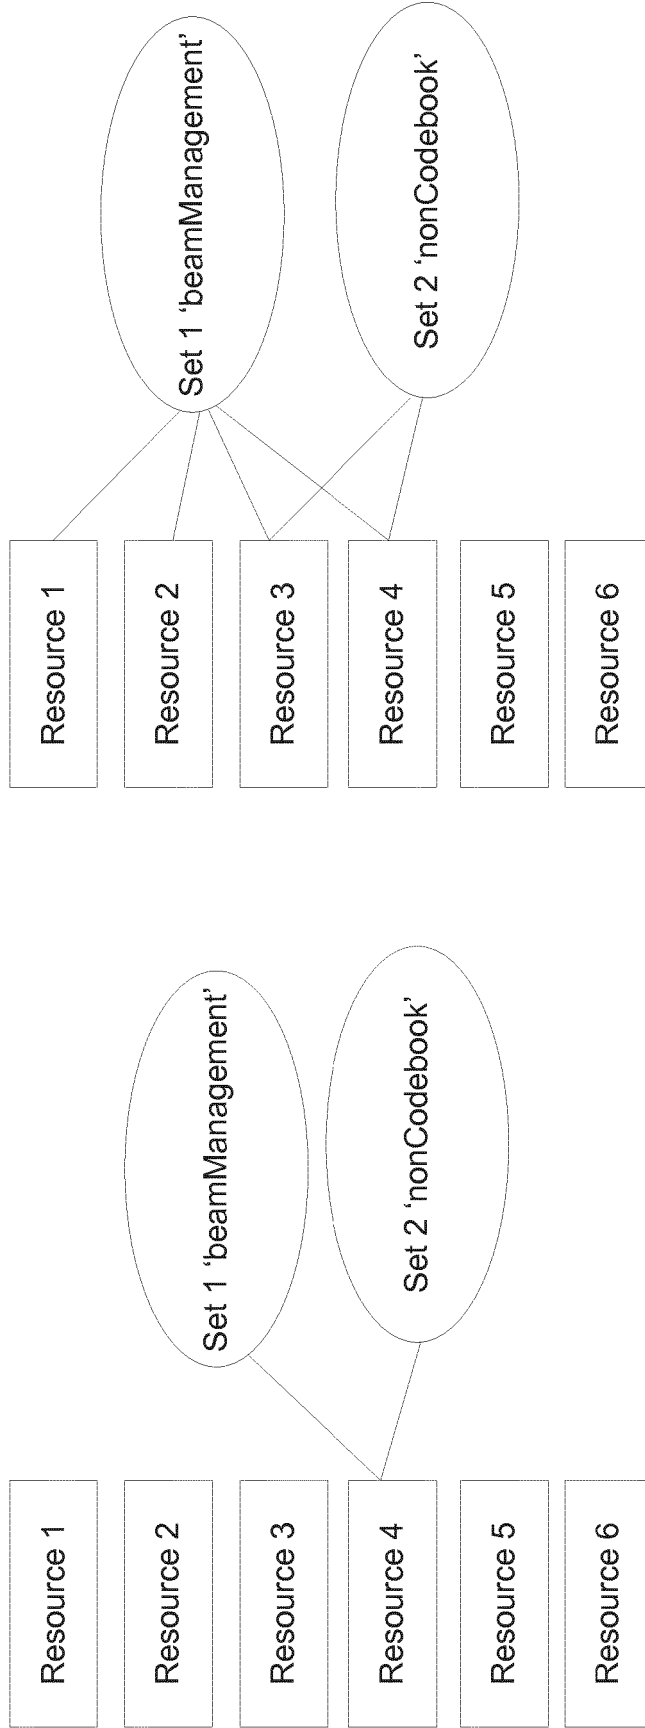 Resource 1
Resource 2
Resource 3
Resource 4
Resource 5
Resource 6
Set 1 ‘beamManagement’
Set 2 ‘nonCodebook’
Resource 1
Resource 2
Resource 3
Resource 4
Resource 5
Resource 6
Set 1 ‘beamManagement’
Set 2 ‘nonCodebook’